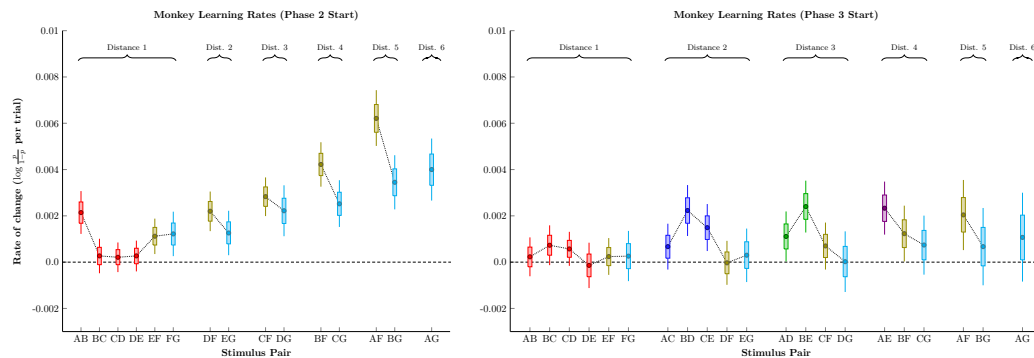 Monkey Learning Rates (Phase 2 Start)
0.01
0.008
0.006
0.004
0.002
0.0
-0.002
Rate of change (log p/1−p per trial)
Distance 1 Dist. 2 Dist. 3 Dist. 4 Dist. 5 Dist. 6
AB BC CD DE EF FG DF EG CF DG BF CG AF BG AG
Stimulus Pair
Monkey Learning Rates (Phase 3 Start)
0.01
0.008
0.006
0.004
0.002
0.0
-0.002
Distance 1 Distance 2 Distance 3 Dist. 4 Dist. 5 Dist. 6
AB BC CD DE EF FG AC BD CE DF EG AD BE CF DG AE BF CG AF BG AG
Stimulus Pair